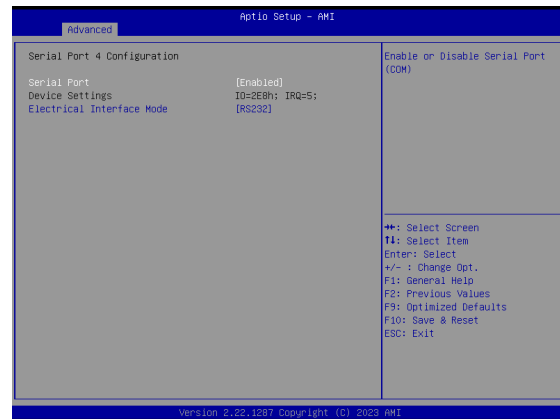 Aptio Setup – AMI
Advanced
Serial Port 4 Configuration
Serial Port [Enabled]
Device Settings IO=2E8h; IRQ=5;
Electrical Interface Mode [RS232]
Enable or Disable Serial Port
(COM)
→←: Select Screen
↑↓: Select Item
Enter: Select
+/- : Change Opt.
F1: General Help
F2: Previous Values
F9: Optimized Defaults
F10: Save & Reset
ESC: Exit
Version 2.22.1287 Copyright (C) 2023 AMI